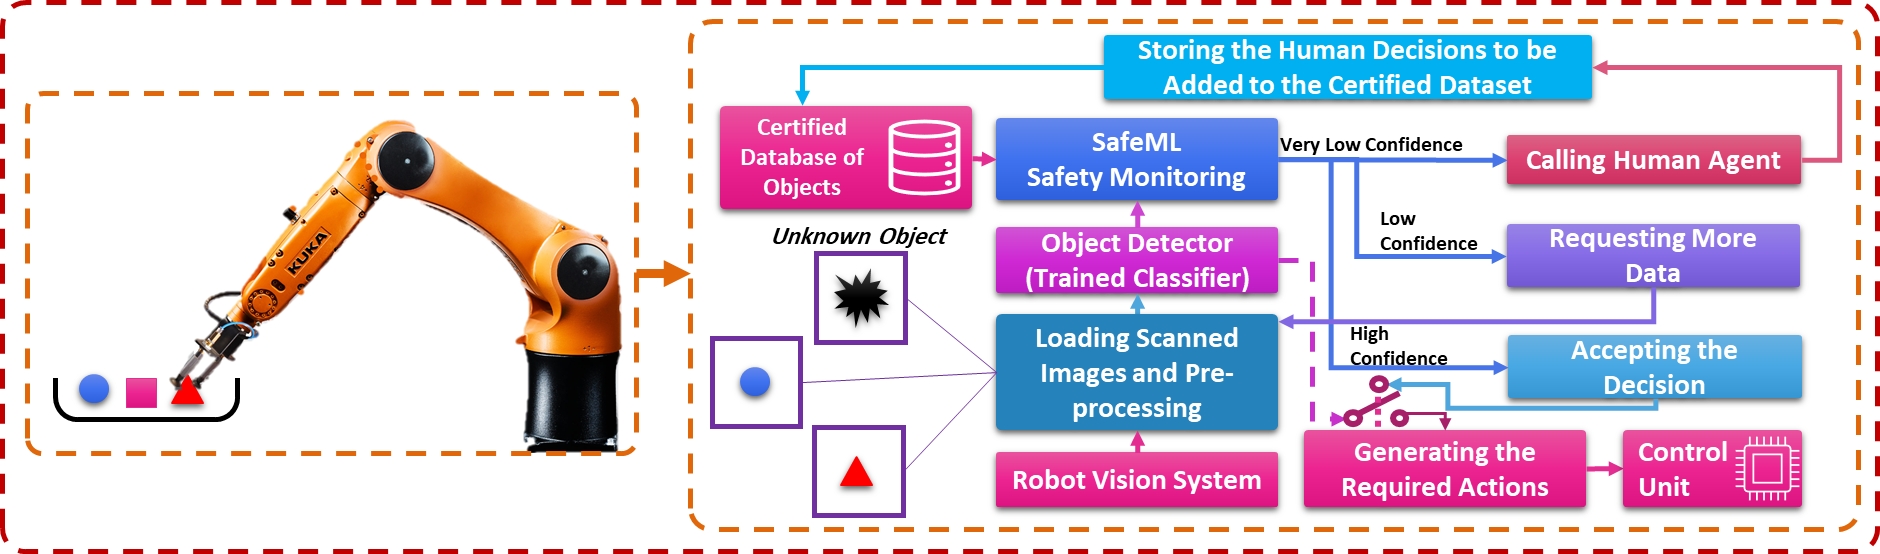 KUKA
Storing the Human Decisions to be
Added to the Certified Dataset
Certified
Database of
Objects
SafeML
Safety Monitoring
Very Low Confidence
Calling Human Agent
Unknown Object
Object Detector
(Trained Classifier)
Low
Confidence
Requesting More
Data
Loading Scanned
Images and Pre-
processing
High
Confidence
Accepting the
Decision
Robot Vision System
Generating the
Required Actions
Control
Unit